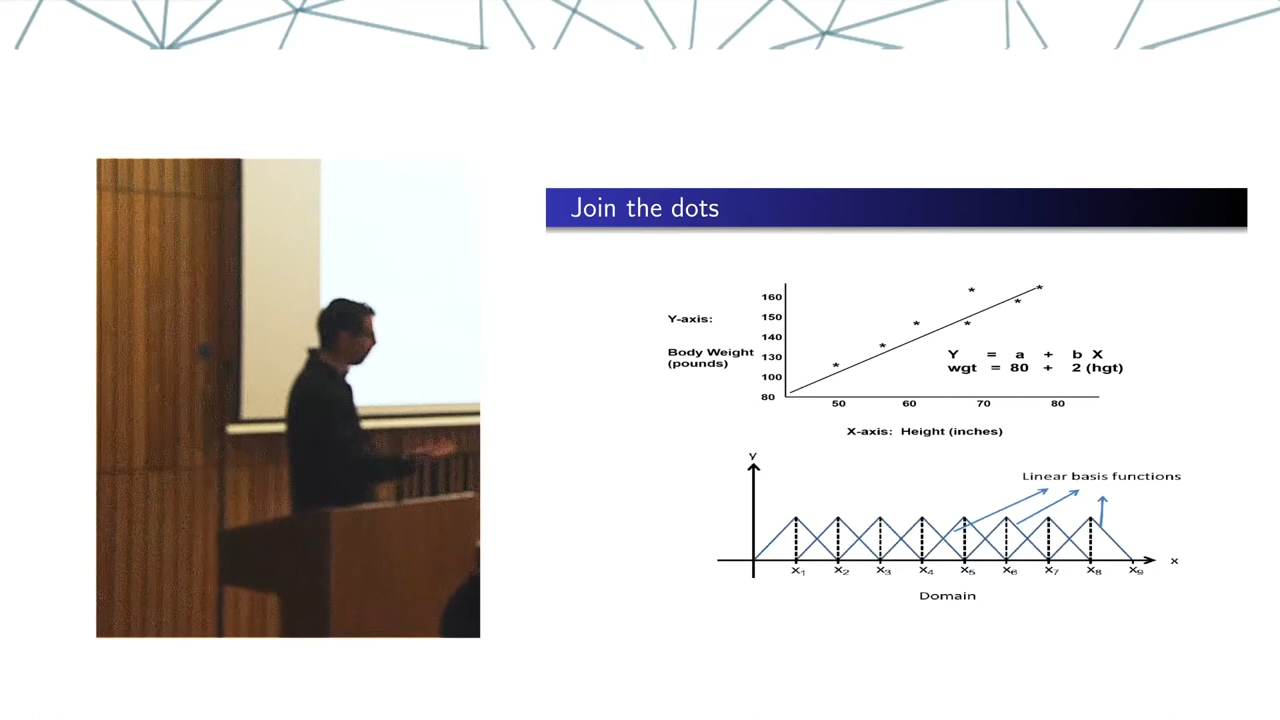 Join the dots
Y-axis:
Body Weight
(pounds)
160
150
140
130
100
80
50 60 70 80
Y = a + b X
wgt = 80 + 2 (hgt)
X-axis: Height (inches)
y
Linear basis functions
x₁ x₂ x₃ x₄ x₅ x₆ x₇ x₈ x₉ x
Domain